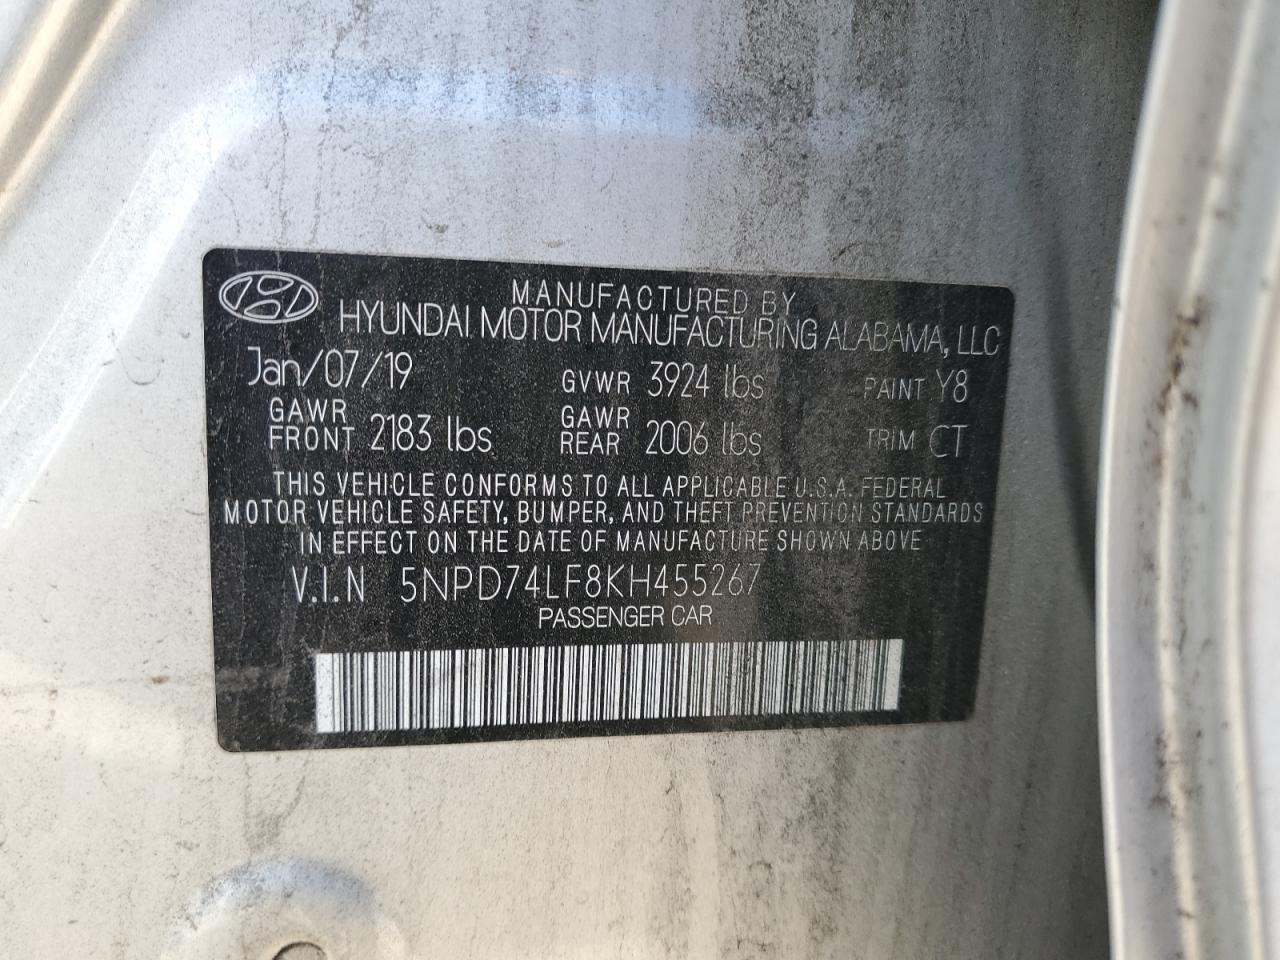 MANUFACTURED BY
HYUNDAI MOTOR MANUFACTURING ALABAMA, LLC
Jan/07/19 GVWR 3924 lbs PAINT Y8
GAWR FRONT 2183 lbs GAWR REAR 2006 lbs TRIM CT
THIS VEHICLE CONFORMS TO ALL APPLICABLE U.S.A. FEDERAL
MOTOR VEHICLE SAFETY, BUMPER, AND THEFT PREVENTION STANDARDS
IN EFFECT ON THE DATE OF MANUFACTURE SHOWN ABOVE
V.I.N 5NPD74LF8KH455267
PASSENGER CAR